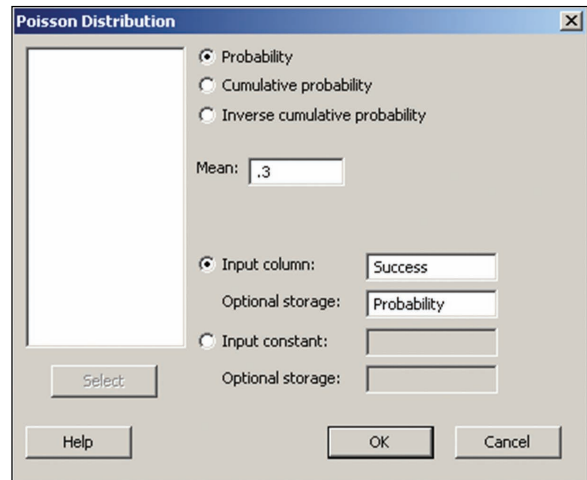 Poisson Distribution
Probability
Cumulative probability
Inverse cumulative probability
Mean: .3
Input column: Success
Optional storage: Probability
Input constant:
Optional storage:
Select
Help OK Cancel